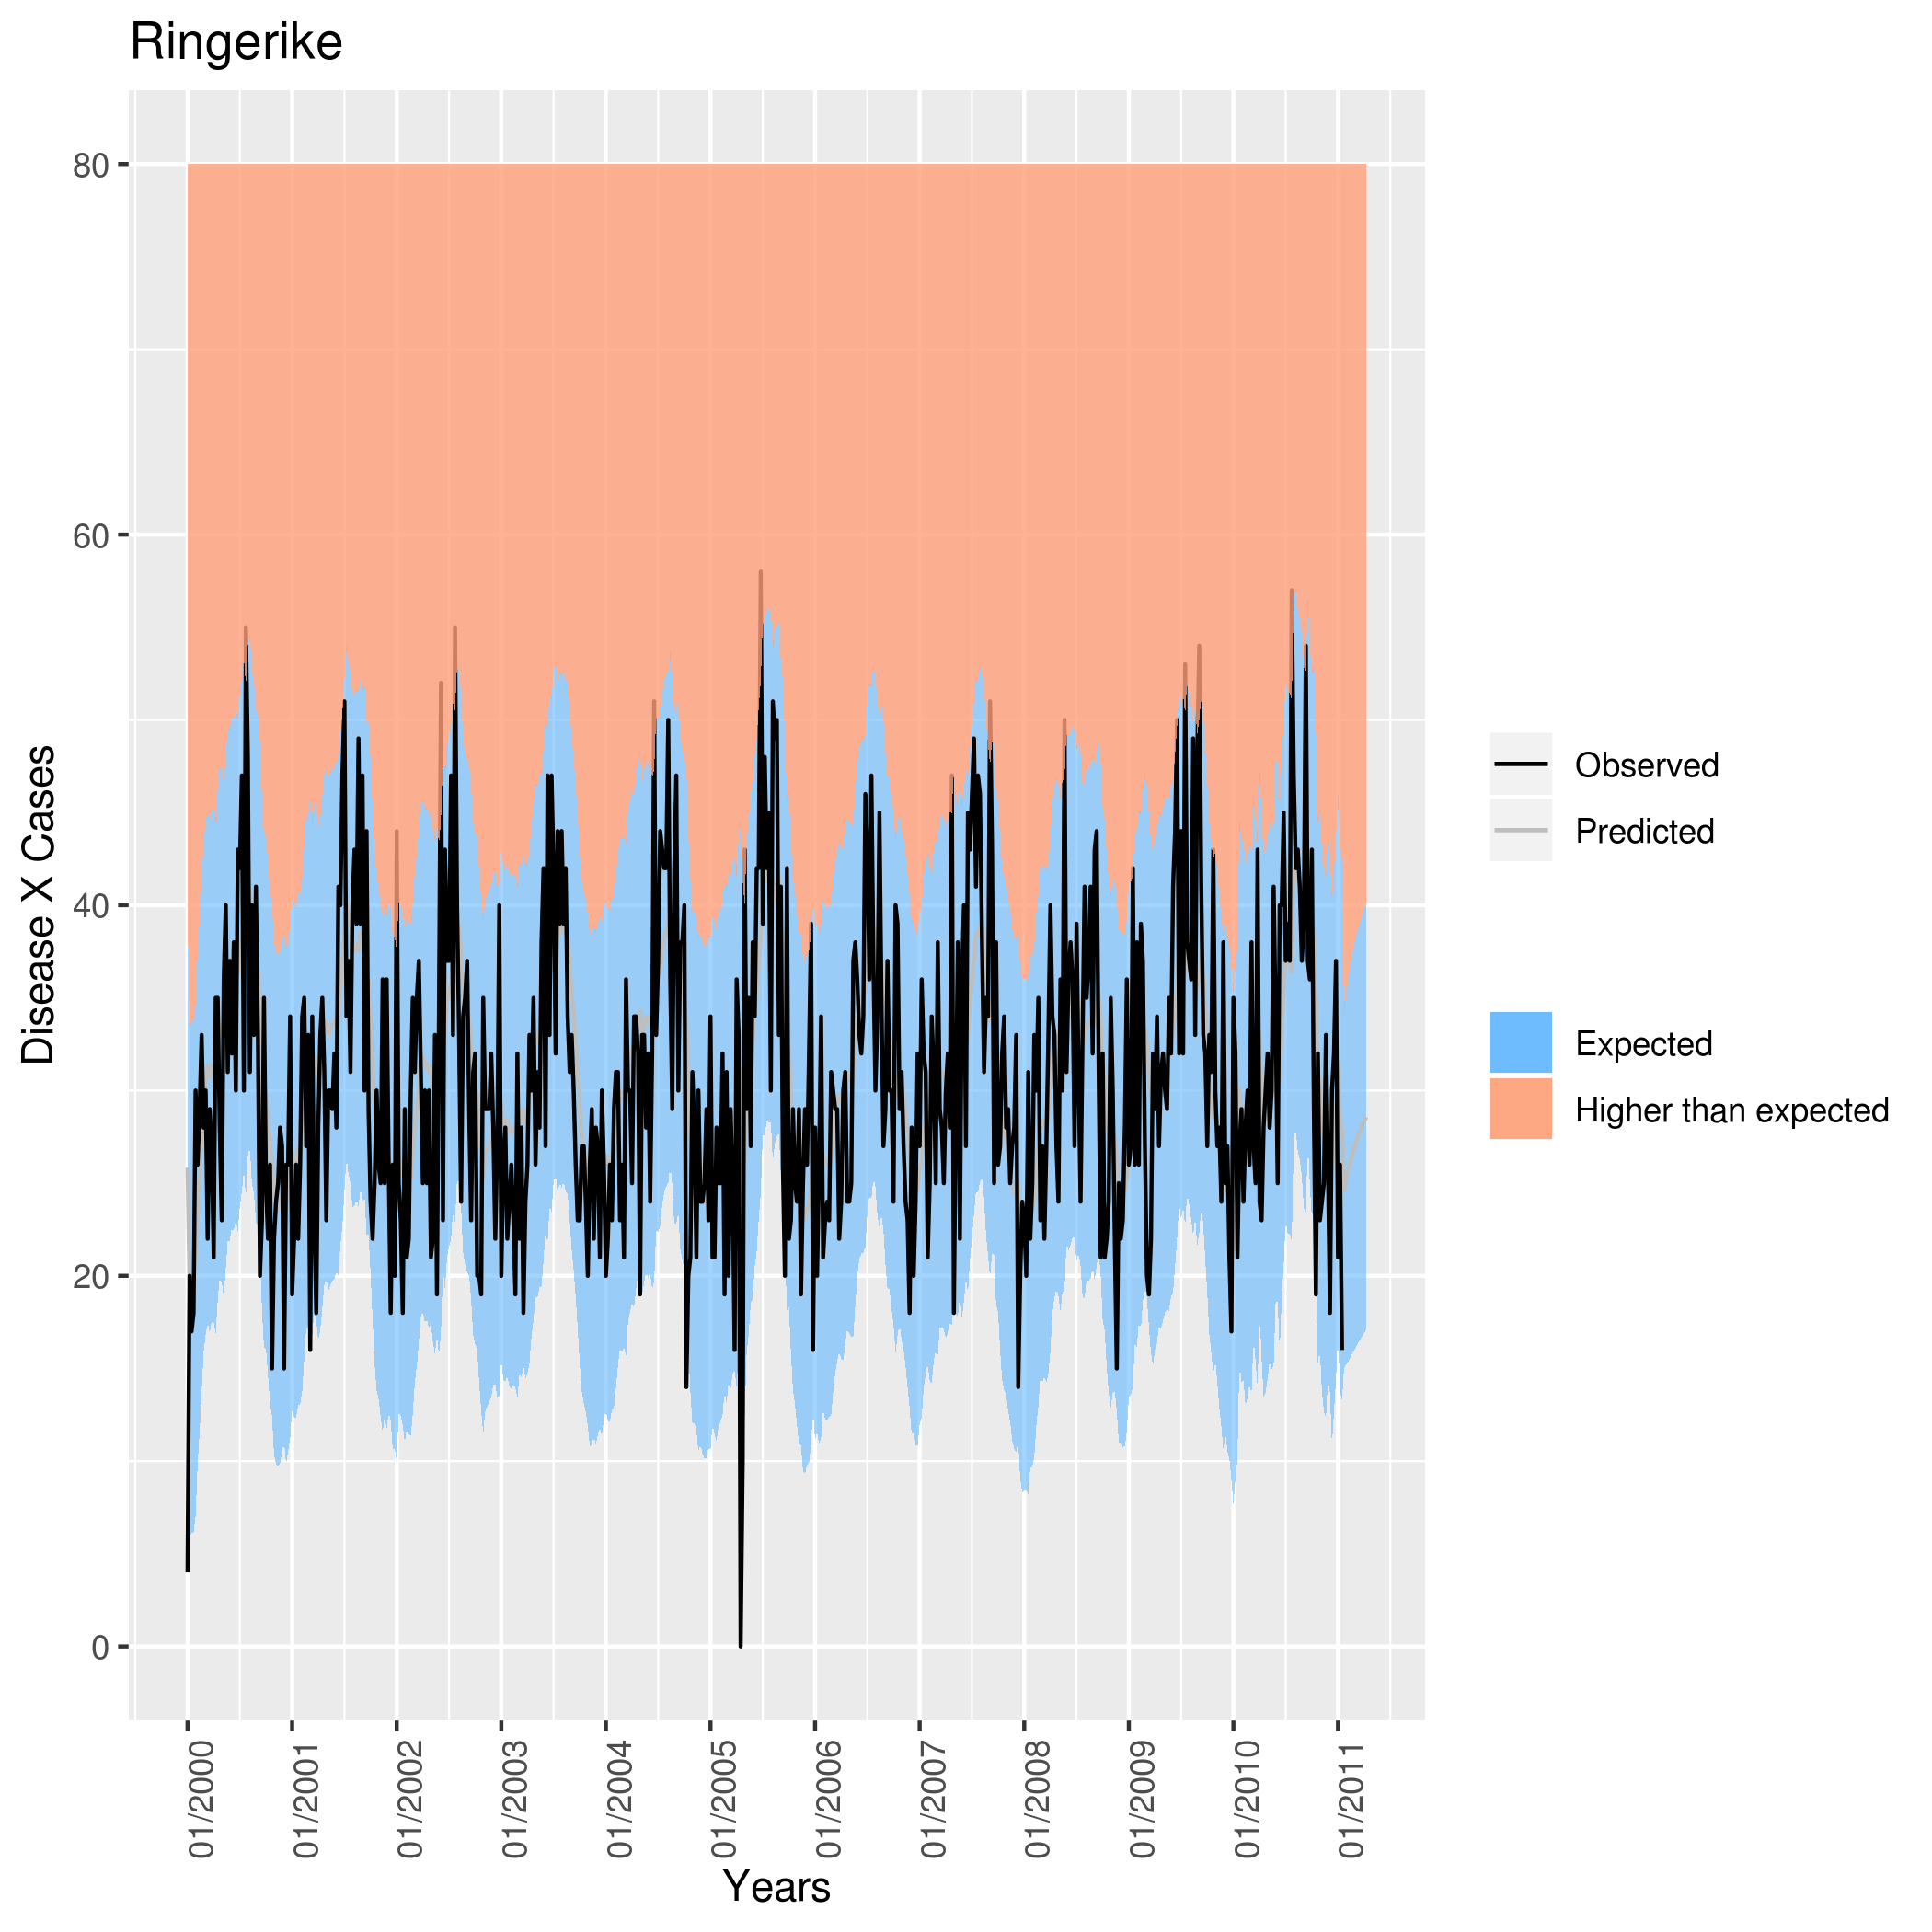 Ringerike
80
60
40
20
0
Disease X Cases
01/2000
01/2001
01/2002
01/2003
01/2004
01/2005
01/2006
01/2007
01/2008
01/2009
01/2010
01/2011
Years
Observed
Predicted
Expected
Higher than expected